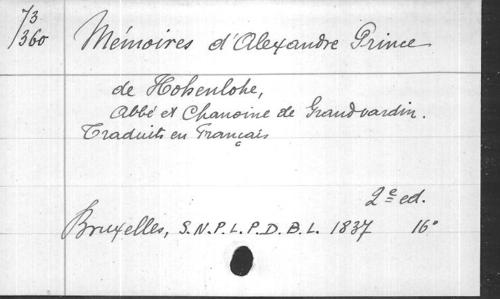 73
360
Mémoires d'Alexandre Prince
de Hohenlohe,
Abbé et Chanoine de Grandvardin.
Traduits en Français
2e ed.
Bruxelles, S.N.P.L.P.D.B.L. 1837 16°